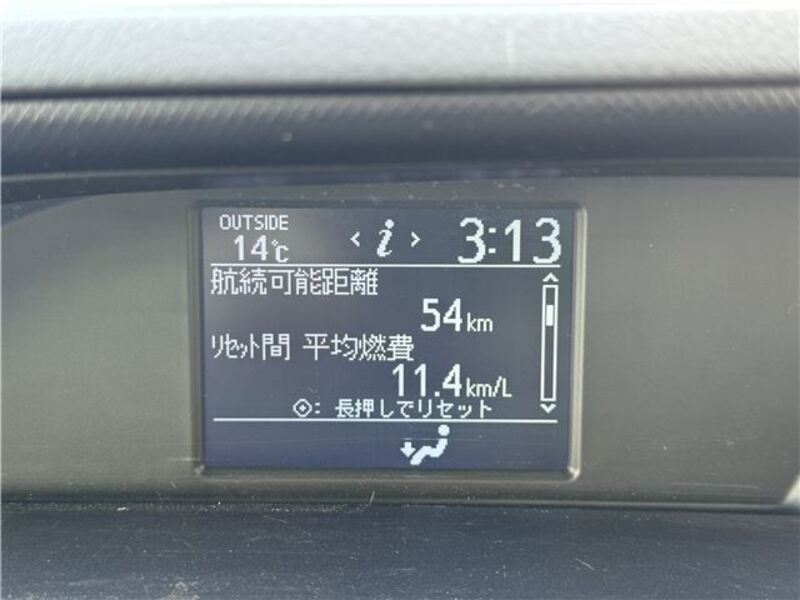 OUTSIDE
14℃
< i >
3:13
航続可能距離
54km
リセット間 平均燃費
11.4km/L
: 長押しでリセット